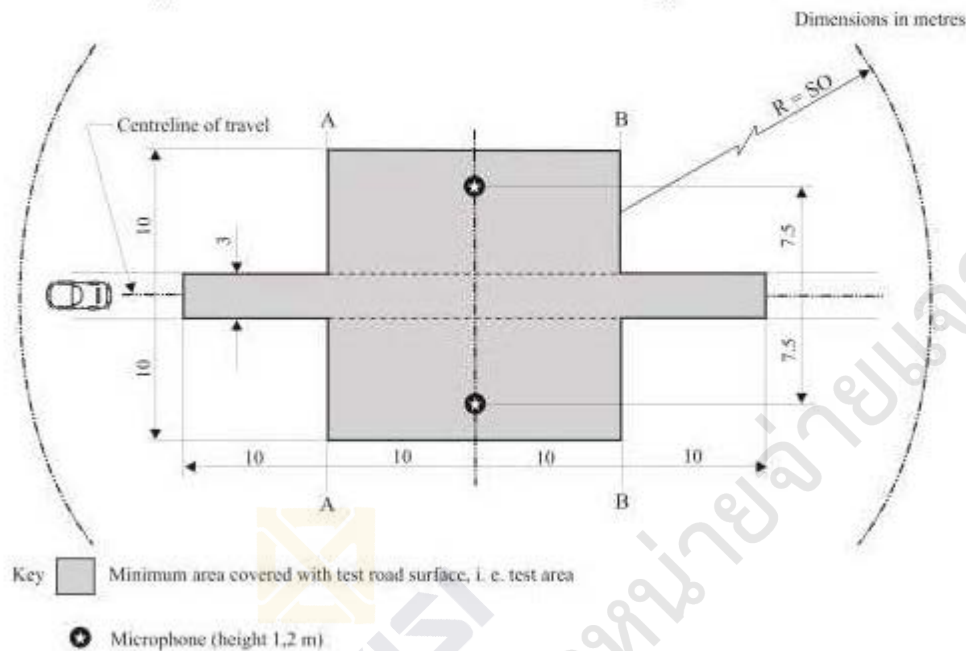 Dimensions in metres
R = SO
Centreline of travel
A
B
10
3
7.5
10
7.5
10
10
10
10
A
B
Key
Minimum area covered with test road surface, i. e. test area
Microphone (height 1,2 m)